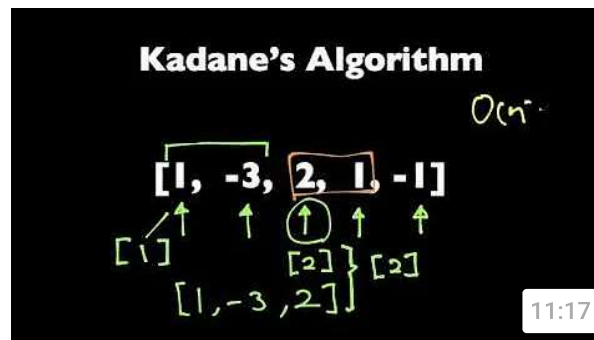 Kadane's Algorithm
[1, -3, 2, 1, -1]
[1]
[2]
[2]
[1, -3, 2]
11:17